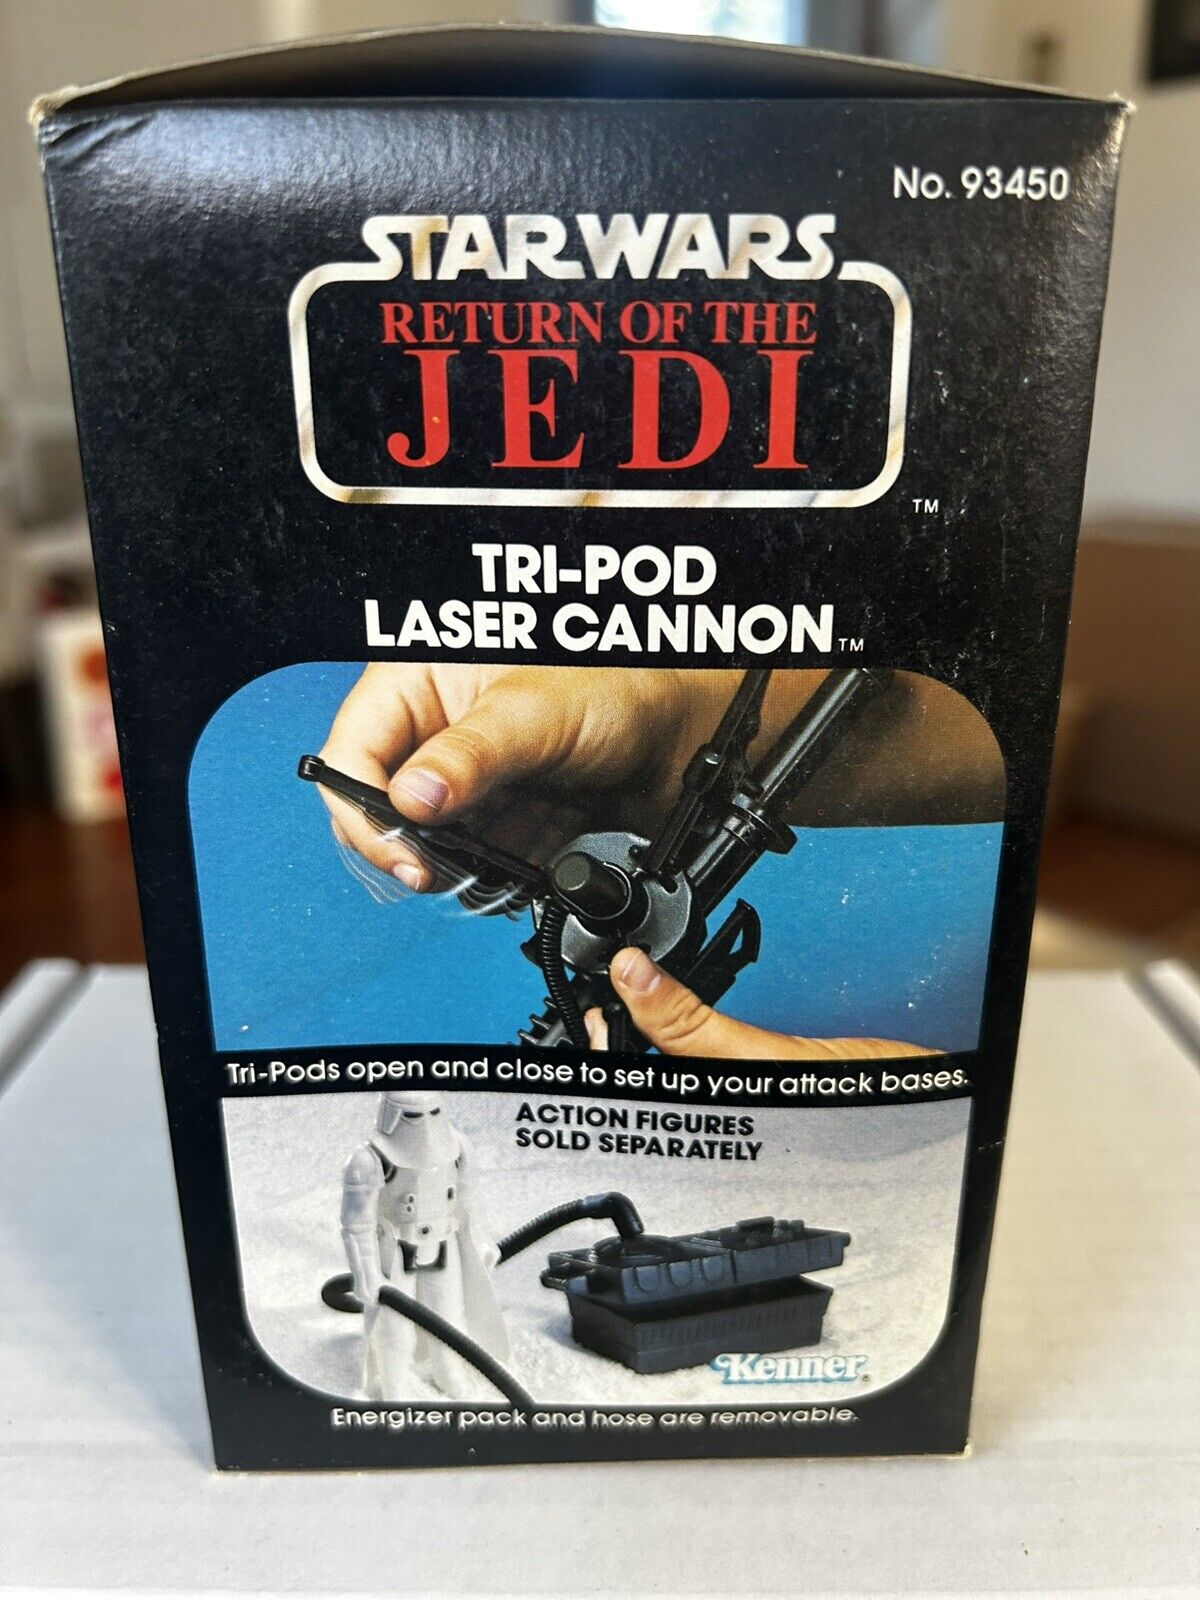 No. 93450
STAR WARS
RETURN OF THE
JEDI
TM
TRI-POD
LASER CANNON TM
Tri-Pods open and close to set up your attack bases.
ACTION FIGURES
SOLD SEPARATELY
Kenner®
Energizer pack and hose are removable.